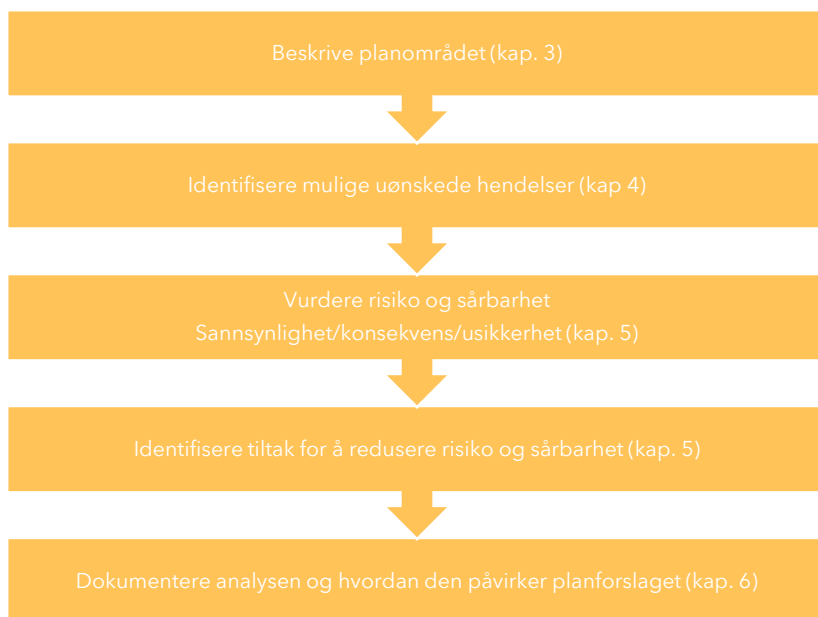 Beskrive planområdet (kap. 3)
Identifisere mulige uønskede hendelser (kap 4)
Vurdere risiko og sårbarhet
Sannsynlighet/konsekvens/usikkerhet (kap. 5)
Identifisere tiltak for å redusere risiko og sårbarhet (kap. 5)
Dokumentere analysen og hvordan den påvirker planforslaget (kap. 6)